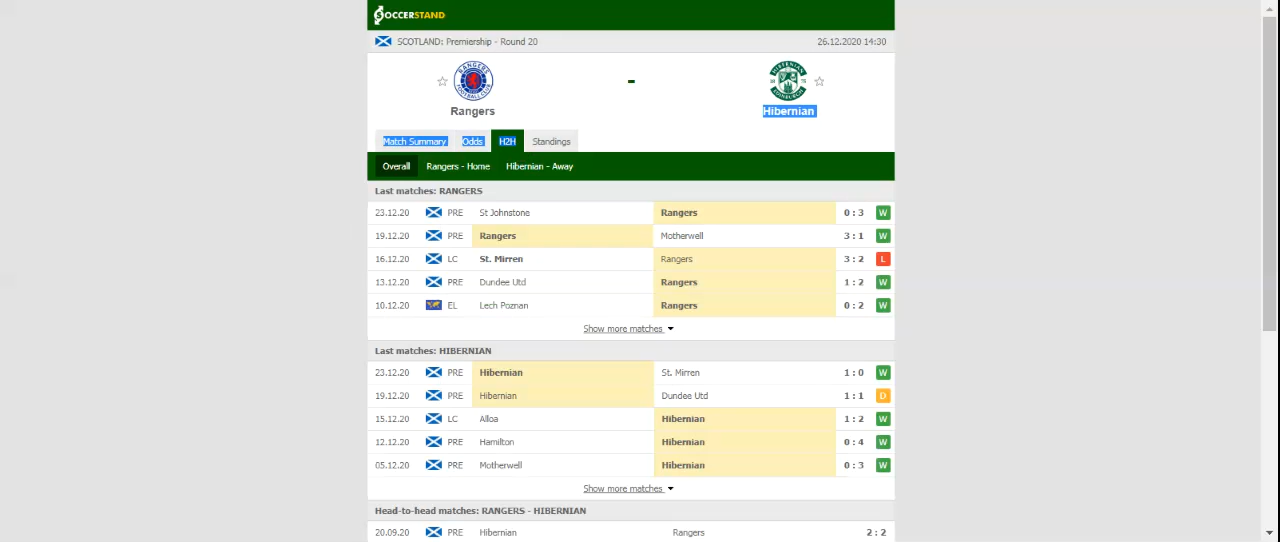 SOCCERSTAND
SCOTLAND: Premiership - Round 20 26.12.2020 14:30
-
Rangers Hibernian
Match Summary Odds H2H Standings
Overall Rangers - Home Hibernian - Away
Last matches: RANGERS
23.12.20 PRE St Johnstone Rangers 0 : 3 W
19.12.20 PRE Rangers Motherwell 3 : 1 W
16.12.20 LC St. Mirren Rangers 3 : 2 L
13.12.20 PRE Dundee Utd Rangers 1 : 2 W
10.12.20 EL Lech Poznan Rangers 0 : 2 W
Show more matches
Last matches: HIBERNIAN
23.12.20 PRE Hibernian St. Mirren 1 : 0 W
19.12.20 PRE Hibernian Dundee Utd 1 : 1 D
15.12.20 LC Alloa Hibernian 1 : 2 W
12.12.20 PRE Hamilton Hibernian 0 : 4 W
05.12.20 PRE Motherwell Hibernian 0 : 3 W
Show more matches
Head-to-head matches: RANGERS - HIBERNIAN
20.09.20 PRE Hibernian Rangers 2 : 2